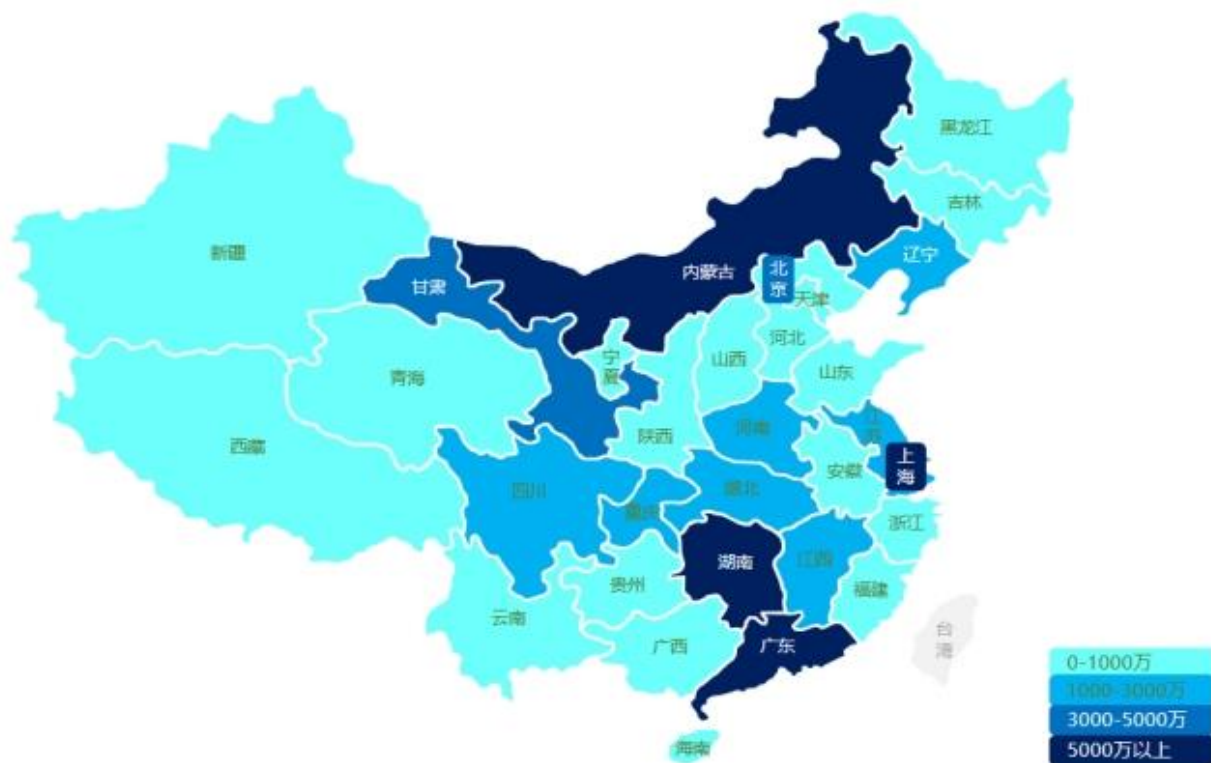 黑龙江
吉林
新疆
辽宁
内蒙古
北京
甘肃
天津
河北
宁夏
山西
山东
青海
江苏
河南
陕西
西藏
上海
安徽
四川
湖北
重庆
浙江
湖南
江西
贵州
福建
云南
广西
广东
台湾
海南
0-1000万
1000-3000万
3000-5000万
5000万以上